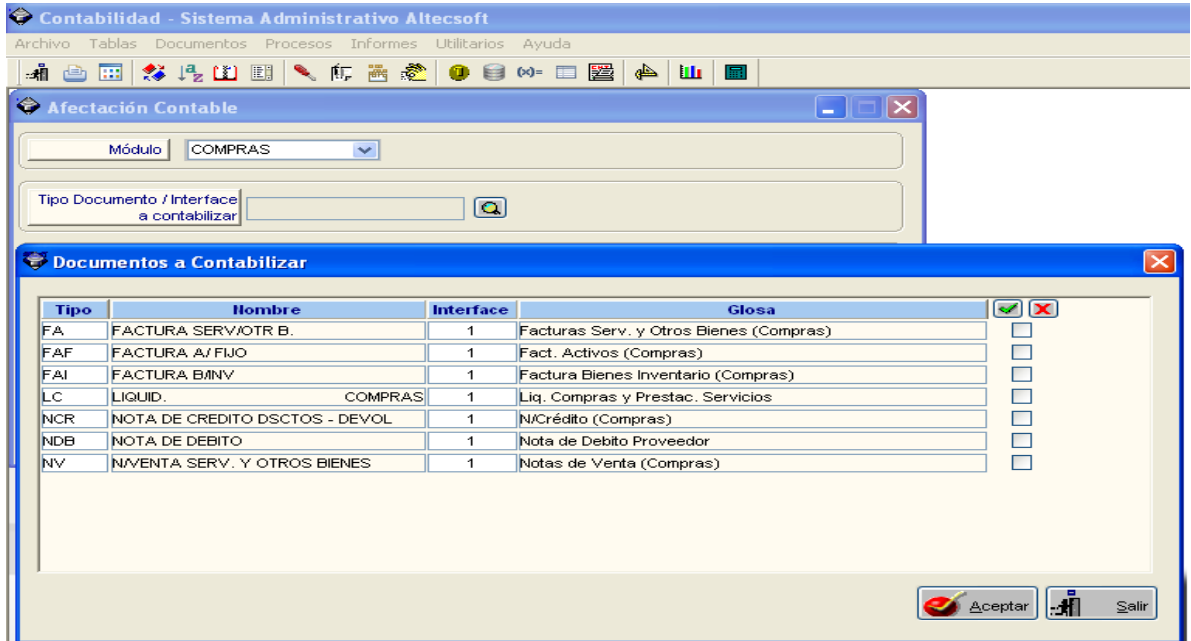 Contabilidad - Sistema Administrativo Altecsoft
Archivo Tablas Documentos Procesos Informes Utilitarios Ayuda
Afectación Contable
Módulo COMPRAS
Tipo Documento / Interface
a contabilizar
Documentos a Contabilizar
Tipo Nombre Interface Glosa
FA FACTURA SERV/OTR B. 1 Facturas Serv. y Otros Bienes (Compras)
FAF FACTURA A/ FIJO 1 Fact. Activos (Compras)
FAI FACTURA B/INV 1 Factura Bienes Inventario (Compras)
LC LIQUID. COMPRAS 1 Liq. Compras y Prestac. Servicios
NCR NOTA DE CREDITO DSCTOS - DEVOL 1 N/Crédito (Compras)
NDB NOTA DE DEBITO 1 Nota de Debito Proveedor
NV N/VENTA SERV. Y OTROS BIENES 1 Notas de Venta (Compras)
Aceptar Salir